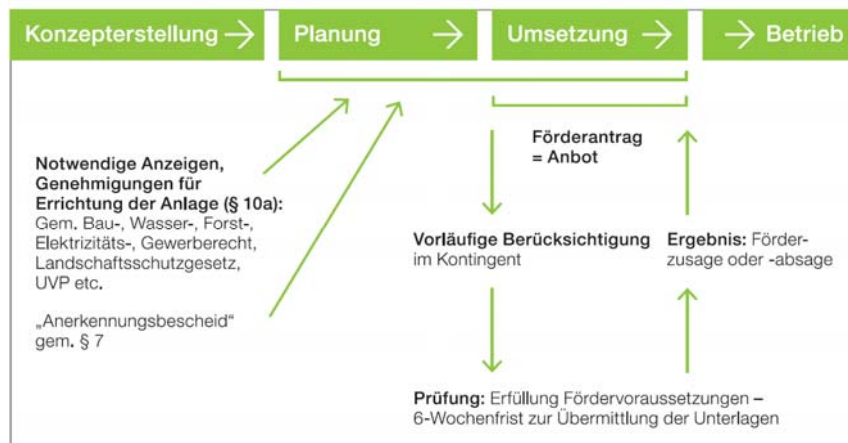 Konzepterstellung
Planung
Umsetzung
Betrieb
Notwendige Anzeigen,
Genehmigungen für
Errichtung der Anlage (§ 10a):
Gem. Bau-, Wasser-, Forst-,
Elektrizitäts-, Gewerberecht,
Landschaftsschutzgesetz,
UVP etc.
„Anerkennungsbescheid“
gem. § 7
Förderantrag
= Anbot
Vorläufige Berücksichtigung
im Kontingent
Ergebnis: Förder-
zusage oder -absage
Prüfung: Erfüllung Fördervoraussetzungen –
6-Wochenfrist zur Übermittlung der Unterlagen